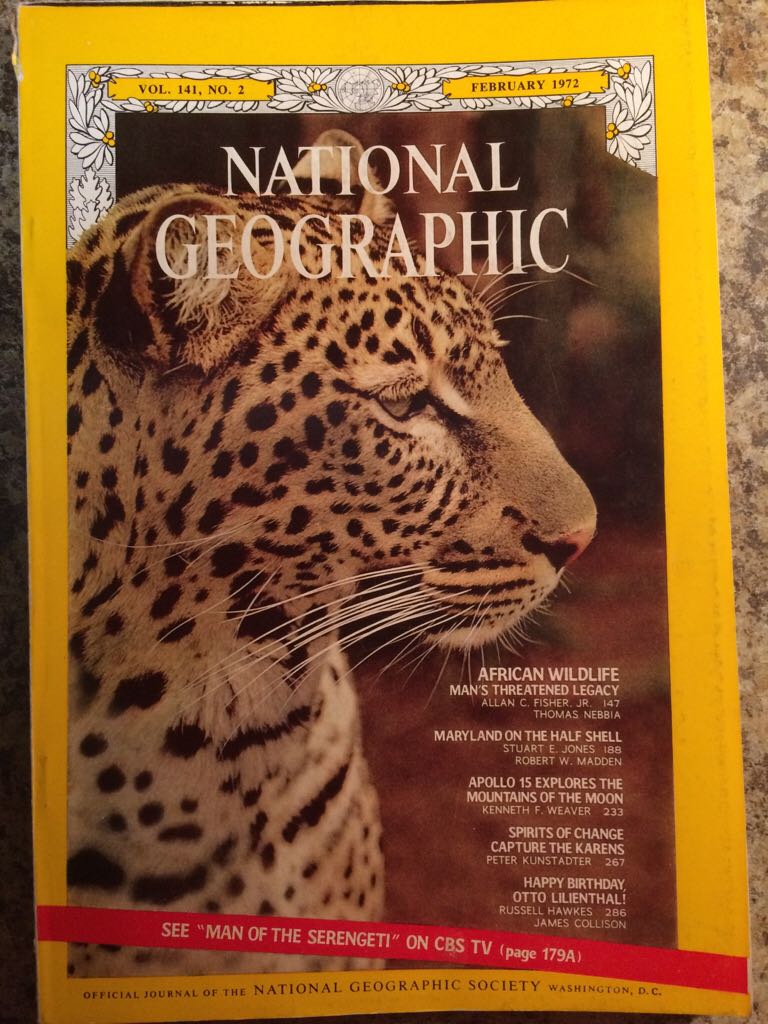 VOL. 141, NO. 2
FEBRUARY 1972
NATIONAL
GEOGRAPHIC
AFRICAN WILDLIFE
MAN'S THREATENED LEGACY
ALLAN C. FISHER, JR. 147
THOMAS NEBBIA
MARYLAND ON THE HALF SHELL
STUART E. JONES 188
ROBERT W. MADDEN
APOLLO 15 EXPLORES THE
MOUNTAINS OF THE MOON
KENNETH F. WEAVER 233
SPIRITS OF CHANGE
CAPTURE THE KARENS
PETER KUNSTADTER 267
HAPPY BIRTHDAY,
OTTO LILIENTHAL!
RUSSELL HAWKES 286
JAMES COLLISON
SEE "MAN OF THE SERENGETI" ON CBS TV (page 179A)
OFFICIAL JOURNAL OF THE NATIONAL GEOGRAPHIC SOCIETY WASHINGTON, D.C.